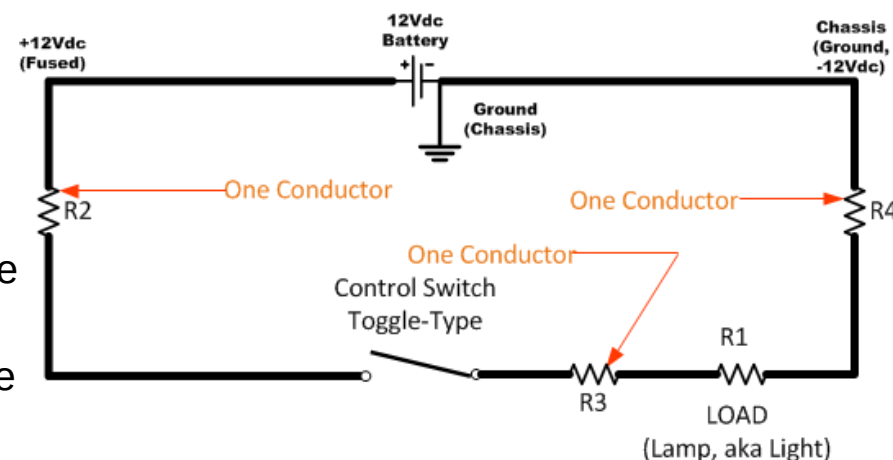 12Vdc
Battery
+12Vdc
(Fused)
Chassis
(Ground,
-12Vdc)
+ −
Ground
(Chassis)
One Conductor
R2
One Conductor
R4
One Conductor
e
Control Switch
Toggle-Type
R1
e
R3
LOAD
(Lamp, aka Light)